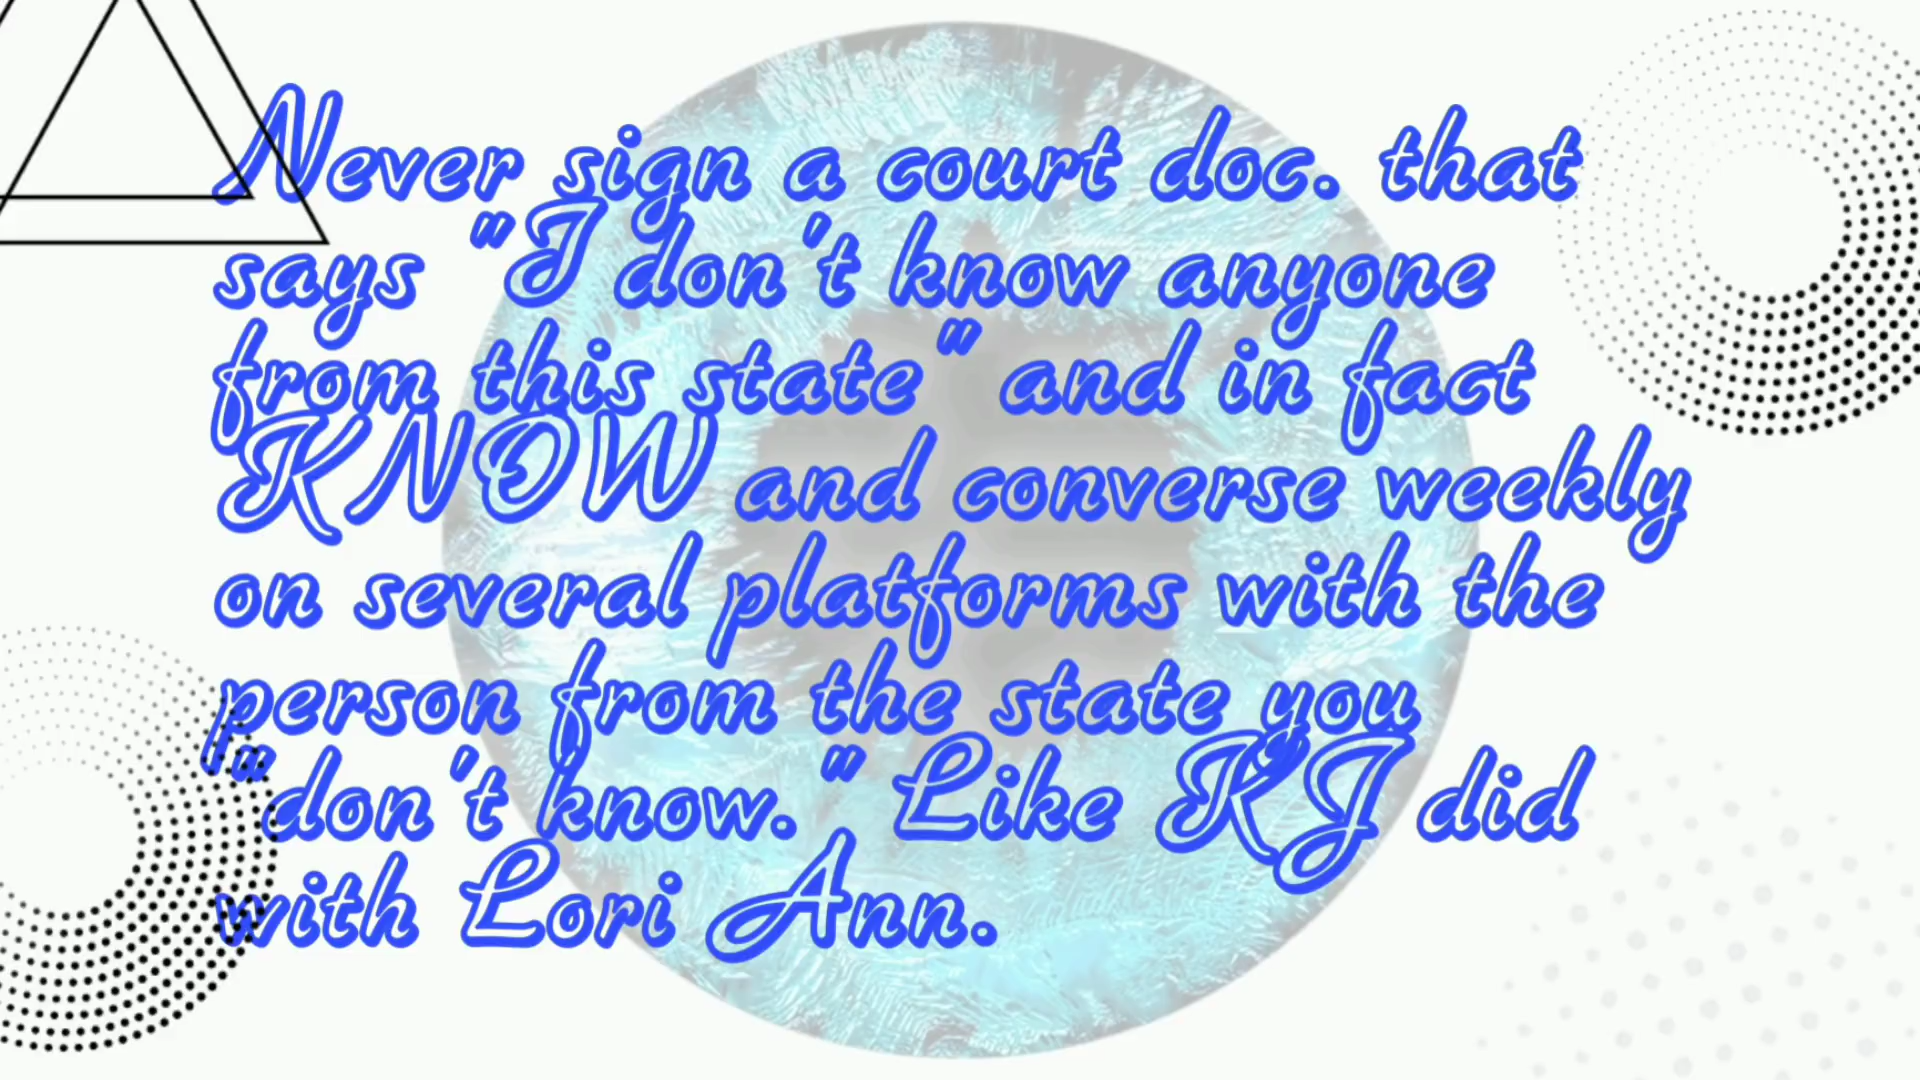 Never sign a court doc. that
says "I don't know anyone
from this state" and in fact
KNOW and converse weekly
on several platforms with the
person from the state you
"don't know." Like KJ did
with Lori Ann.